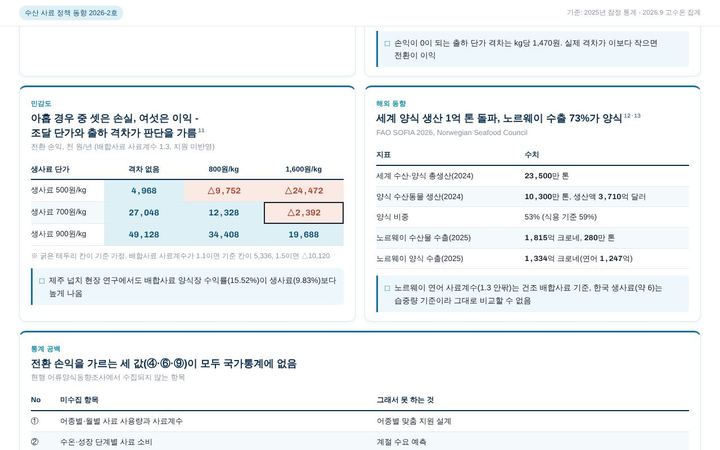 수산 사료 정책 동향 2026-2호
기준: 2025년 잠정 통계 · 2026.9 고수온 집계
□ 손익이 0이 되는 출하 단가 격차는 kg당 1,470원. 실제 격차가 이보다 작으면
전환이 이익
민감도
아홉 경우 중 셋은 손실, 여섯은 이익 -
조달 단가와 출하 격차가 판단을 가름11
전환 손익, 천 원/년 (배합사료 사료계수 1.3, 지원 미반영)
생사료 단가 격차 없음 800원/kg 1,600원/kg
생사료 500원/kg 4,968 △9,752 △24,472
생사료 700원/kg 27,048 12,328 △2,392
생사료 900원/kg 49,128 34,408 19,688
※ 굵은 테두리 칸이 기준 가정, 배합사료 사료계수가 1.1이면 기준 칸 5,336, 1.5이면 △10,120
□ 제주 넙치 현장 연구에서도 배합사료 양식장 수익률(15.52%)이 생사료(9.83%)보다
높게 나옴
해외 동향
세계 양식 생산 1억 톤 돌파, 노르웨이 수출 73%가 양식12·13
FAO SOFIA 2026, Norwegian Seafood Council
지표 수치
세계 수산·양식 총생산(2024) 23,500만 톤
양식 수산동물 생산(2024) 10,300만 톤, 생산액 3,710억 달러
양식 비중 53% (식용 기준 59%)
노르웨이 수산물 수출(2025) 1,815억 크로네, 280만 톤
노르웨이 양식 수출(2025) 1,334억 크로네(연어 1,247억)
□ 노르웨이 연어 사료계수(1.3 안팎)는 건조 배합사료 기준, 한국 생사료(약 6)는
습중량 기준이라 그대로 비교할 수 없음
통계 공백
전환 손익을 가르는 세 값(④·⑥·⑨)이 모두 국가통계에 없음
현행 어류양식동향조사에서 수집되지 않는 항목
No 미수집 항목 그래서 못 하는 것
① 어종별·월별 사료 사용량과 사료계수 어종별 맞춤 지원 설계
② 수온·성장 단계별 사료 소비 계절 수요 예측